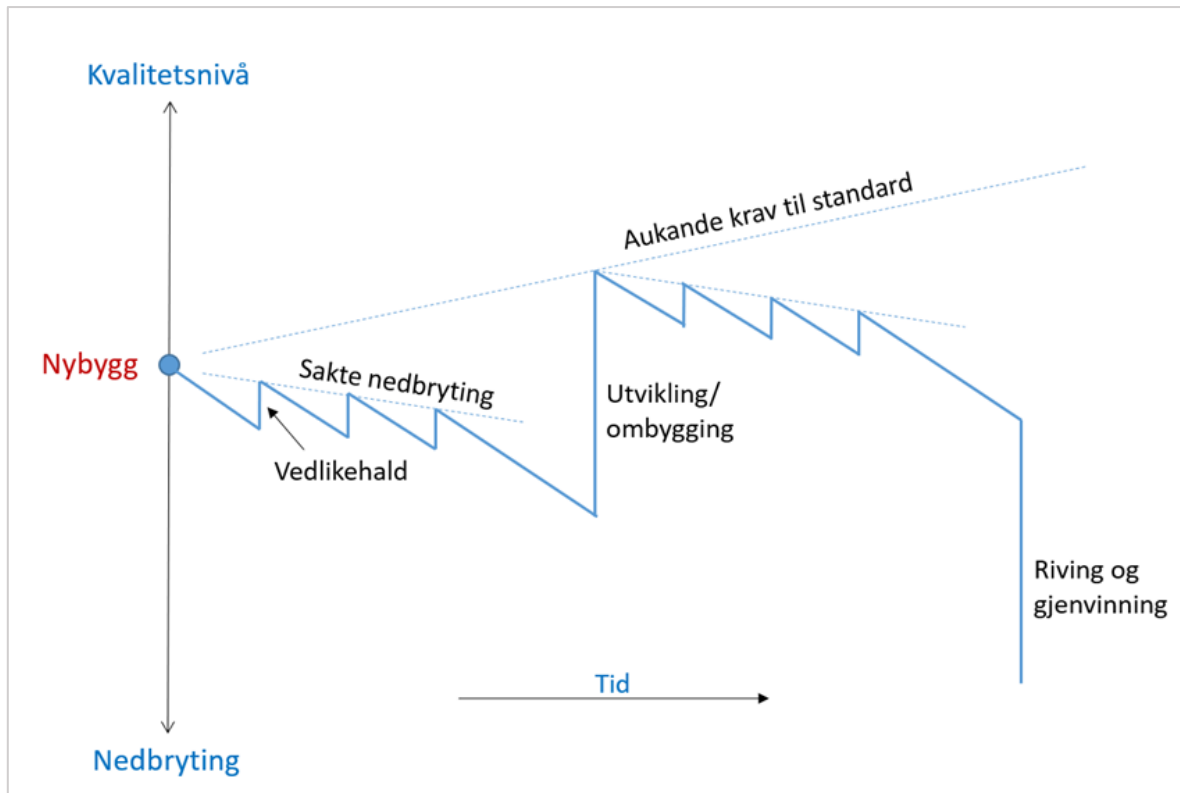 Kvalitetsnivå
Aukande krav til standard
Nybygg
Sakte nedbryting
Vedlikehald
Utvikling/
ombygging
Riving og
gjenvinning
Tid
Nedbryting